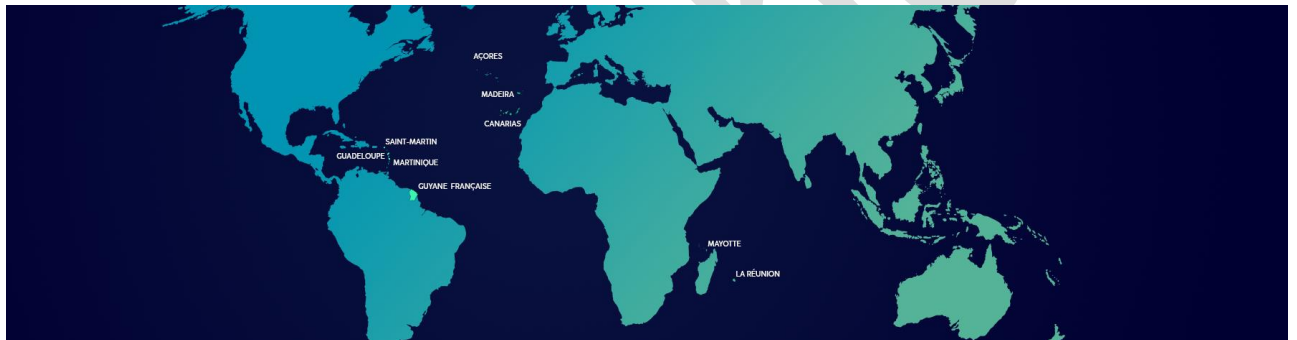 AÇORES
MADEIRA
CANARIAS
SAINT-MARTIN
GUADELOUPE
MARTINIQUE
GUYANE FRANÇAISE
MAYOTTE
LA RÉUNION